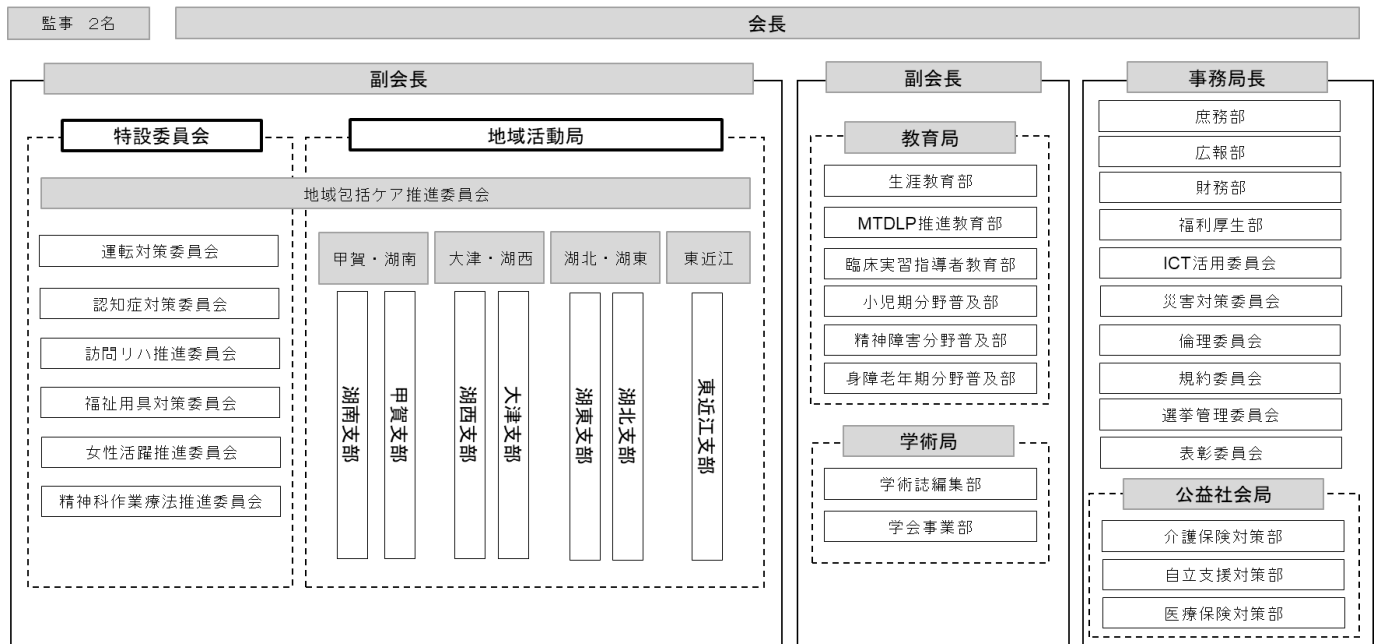 監事 2名
会長
副会長
特設委員会
地域活動局
地域包括ケア推進委員会
運転対策委員会
認知症対策委員会
訪問リハ推進委員会
福祉用具対策委員会
女性活躍推進委員会
精神科作業療法推進委員会
甲賀・湖南
大津・湖西
湖北・湖東
東近江
湖南支部
甲賀支部
湖西支部
大津支部
湖東支部
湖北支部
東近江支部
副会長
教育局
生涯教育部
MTDLP推進教育部
臨床実習指導者教育部
小児期分野普及部
精神障害分野普及部
身障老年期分野普及部
学術局
学術誌編集部
学会事業部
事務局長
庶務部
広報部
財務部
福利厚生部
ICT活用委員会
災害対策委員会
倫理委員会
規約委員会
選挙管理委員会
表彰委員会
公益社会局
介護保険対策部
自立支援対策部
医療保険対策部